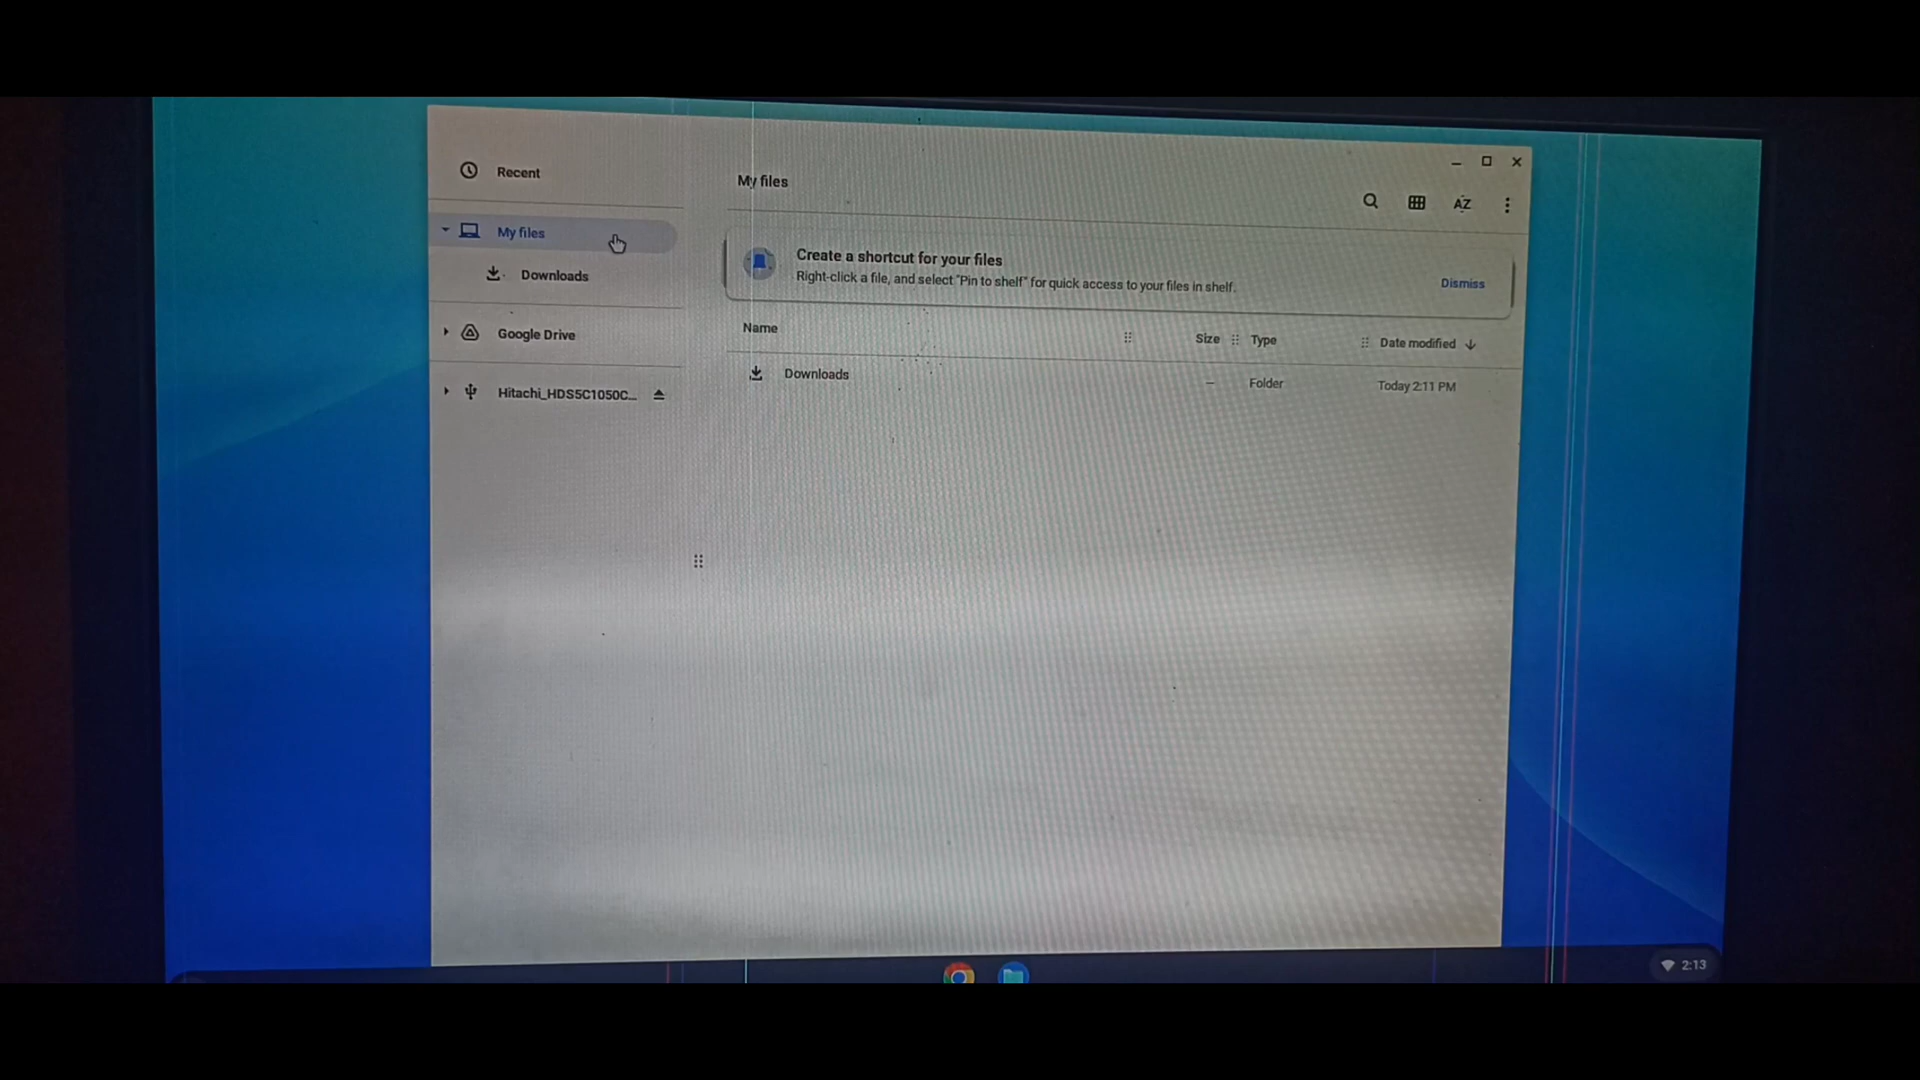 Recent
My files
Downloads
Google Drive
Hitachi_HDS5C1050C...
My files
AZ
Create a shortcut for your files
Right-click a file, and select "Pin to shelf" for quick access to your files in shelf.
Dismiss
Name Size Type Date modified
Downloads – Folder Today 2:11 PM
2:13